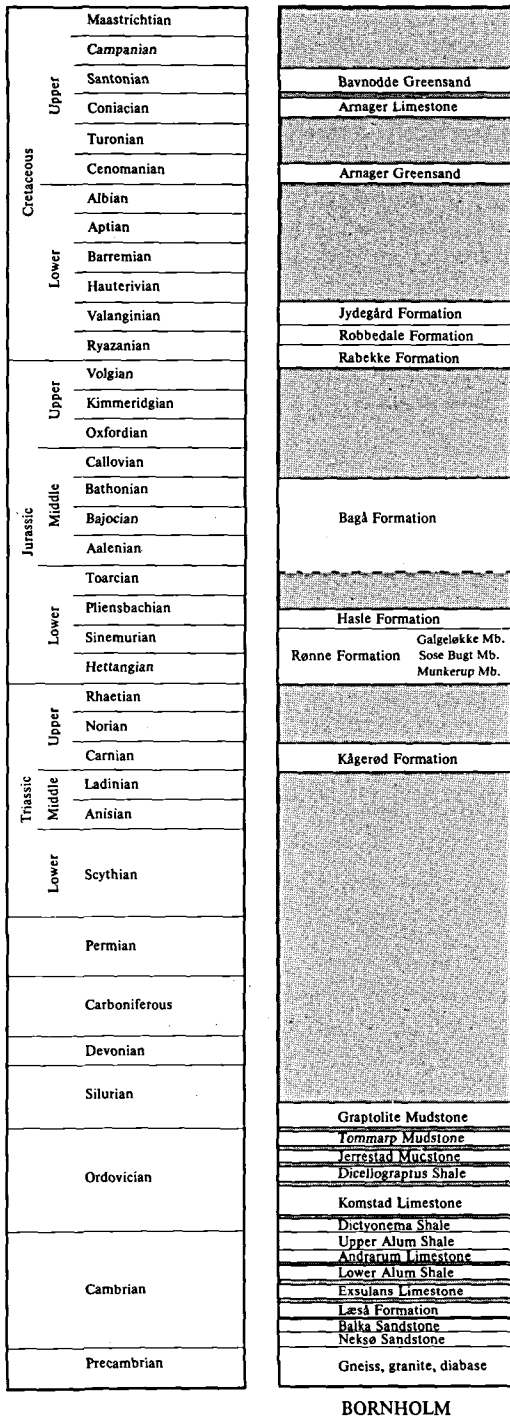 Cretaceous
Upper
Maastrichtian
Campanian
Santonian
Coniacian
Turonian
Cenomanian
Lower
Albian
Aptian
Barremian
Hauterivian
Valanginian
Ryazanian
Jurassic
Upper
Volgian
Kimmeridgian
Oxfordian
Middle
Callovian
Bathonian
Bajocian
Aalenian
Lower
Toarcian
Pliensbachian
Sinemurian
Hettangian
Triassic
Upper
Rhaetian
Norian
Carnian
Middle
Ladinian
Anisian
Lower
Scythian
Permian
Carboniferous
Devonian
Silurian
Ordovician
Cambrian
Precambrian
Bavnodde Greensand
Arnager Limestone
Arnager Greensand
Jydegård Formation
Robbedale Formation
Rabekke Formation
Bagå Formation
Hasle Formation
Rønne Formation
Galgeløkke Mb.
Sose Bugt Mb.
Munkerup Mb.
Kågerød Formation
Graptolite Mudstone
Tommarp Mudstone
Jerrestad Mucstone
Dicellograptus Shale
Komstad Limestone
Dictyonema Shale
Upper Alum Shale
Andrarum Limestone
Lower Alum Shale
Exsulans Limestone
Læså Formation
Balka Sandstone
Neksø Sandstone
Gneiss, granite, diabase
BORNHOLM